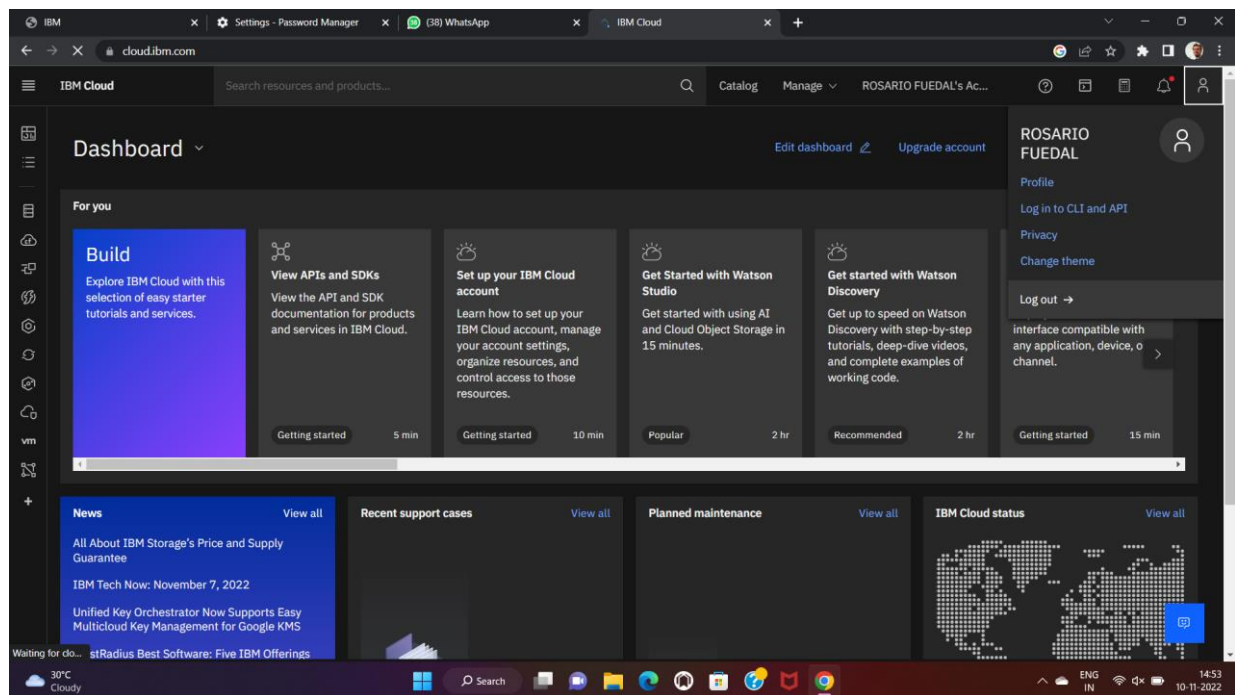 IBM
Settings - Password Manager
(38) WhatsApp
IBM Cloud
cloud.ibm.com
IBM Cloud
Search resources and products...
Catalog
Manage
ROSARIO FUEDAL's Ac...
Dashboard
Edit dashboard
Upgrade account
ROSARIO
FUEDAL
Profile
Log in to CLI and API
Privacy
Change theme
Log out →
For you
Build
Explore IBM Cloud with this
selection of easy starter
tutorials and services.
View APIs and SDKs
View the API and SDK
documentation for products
and services in IBM Cloud.
Getting started
5 min
Set up your IBM Cloud
account
Learn how to set up your
IBM Cloud account, manage
your account settings,
organize resources, and
control access to those
resources.
Getting started
10 min
Get Started with Watson
Studio
Get started with using AI
and Cloud Object Storage in
15 minutes.
Popular
2 hr
Get started with Watson
Discovery
Get up to speed on Watson
Discovery with step-by-step
tutorials, deep-dive videos,
and complete examples of
working code.
Recommended
2 hr
interface compatible with
any application, device, o
channel.
Getting started
15 min
vm
News
View all
All About IBM Storage's Price and Supply
Guarantee
IBM Tech Now: November 7, 2022
Unified Key Orchestrator Now Supports Easy
Multicloud Key Management for Google KMS
stRadius Best Software: Five IBM Offerings
Recent support cases
View all
Planned maintenance
View all
IBM Cloud status
View all
Waiting for clo...
30°C
Cloudy
Search
ENG
IN
14:53
10-11-2022